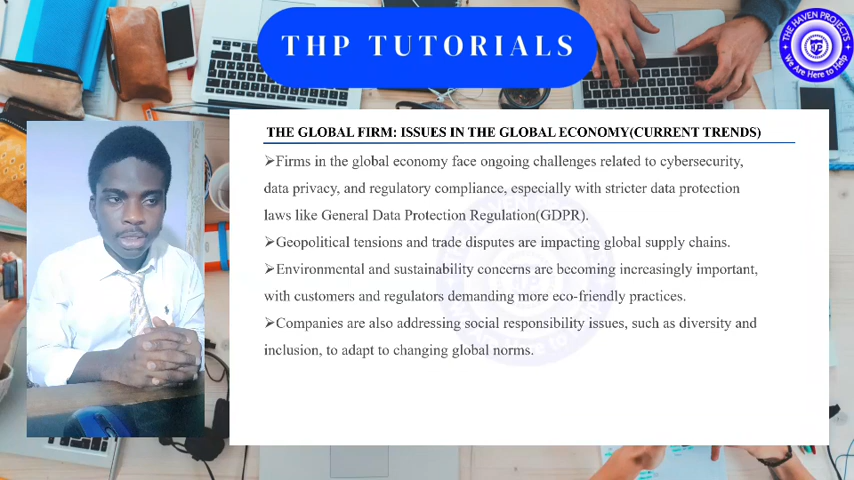 THP TUTORIALS
THE HAVEN PROJECTS
We Are Here to Help
THE GLOBAL FIRM: ISSUES IN THE GLOBAL ECONOMY(CURRENT TRENDS)
➢Firms in the global economy face ongoing challenges related to cybersecurity,
data privacy, and regulatory compliance, especially with stricter data protection
laws like General Data Protection Regulation(GDPR).
➢Geopolitical tensions and trade disputes are impacting global supply chains.
➢Environmental and sustainability concerns are becoming increasingly important,
with customers and regulators demanding more eco-friendly practices.
➢Companies are also addressing social responsibility issues, such as diversity and
inclusion, to adapt to changing global norms.